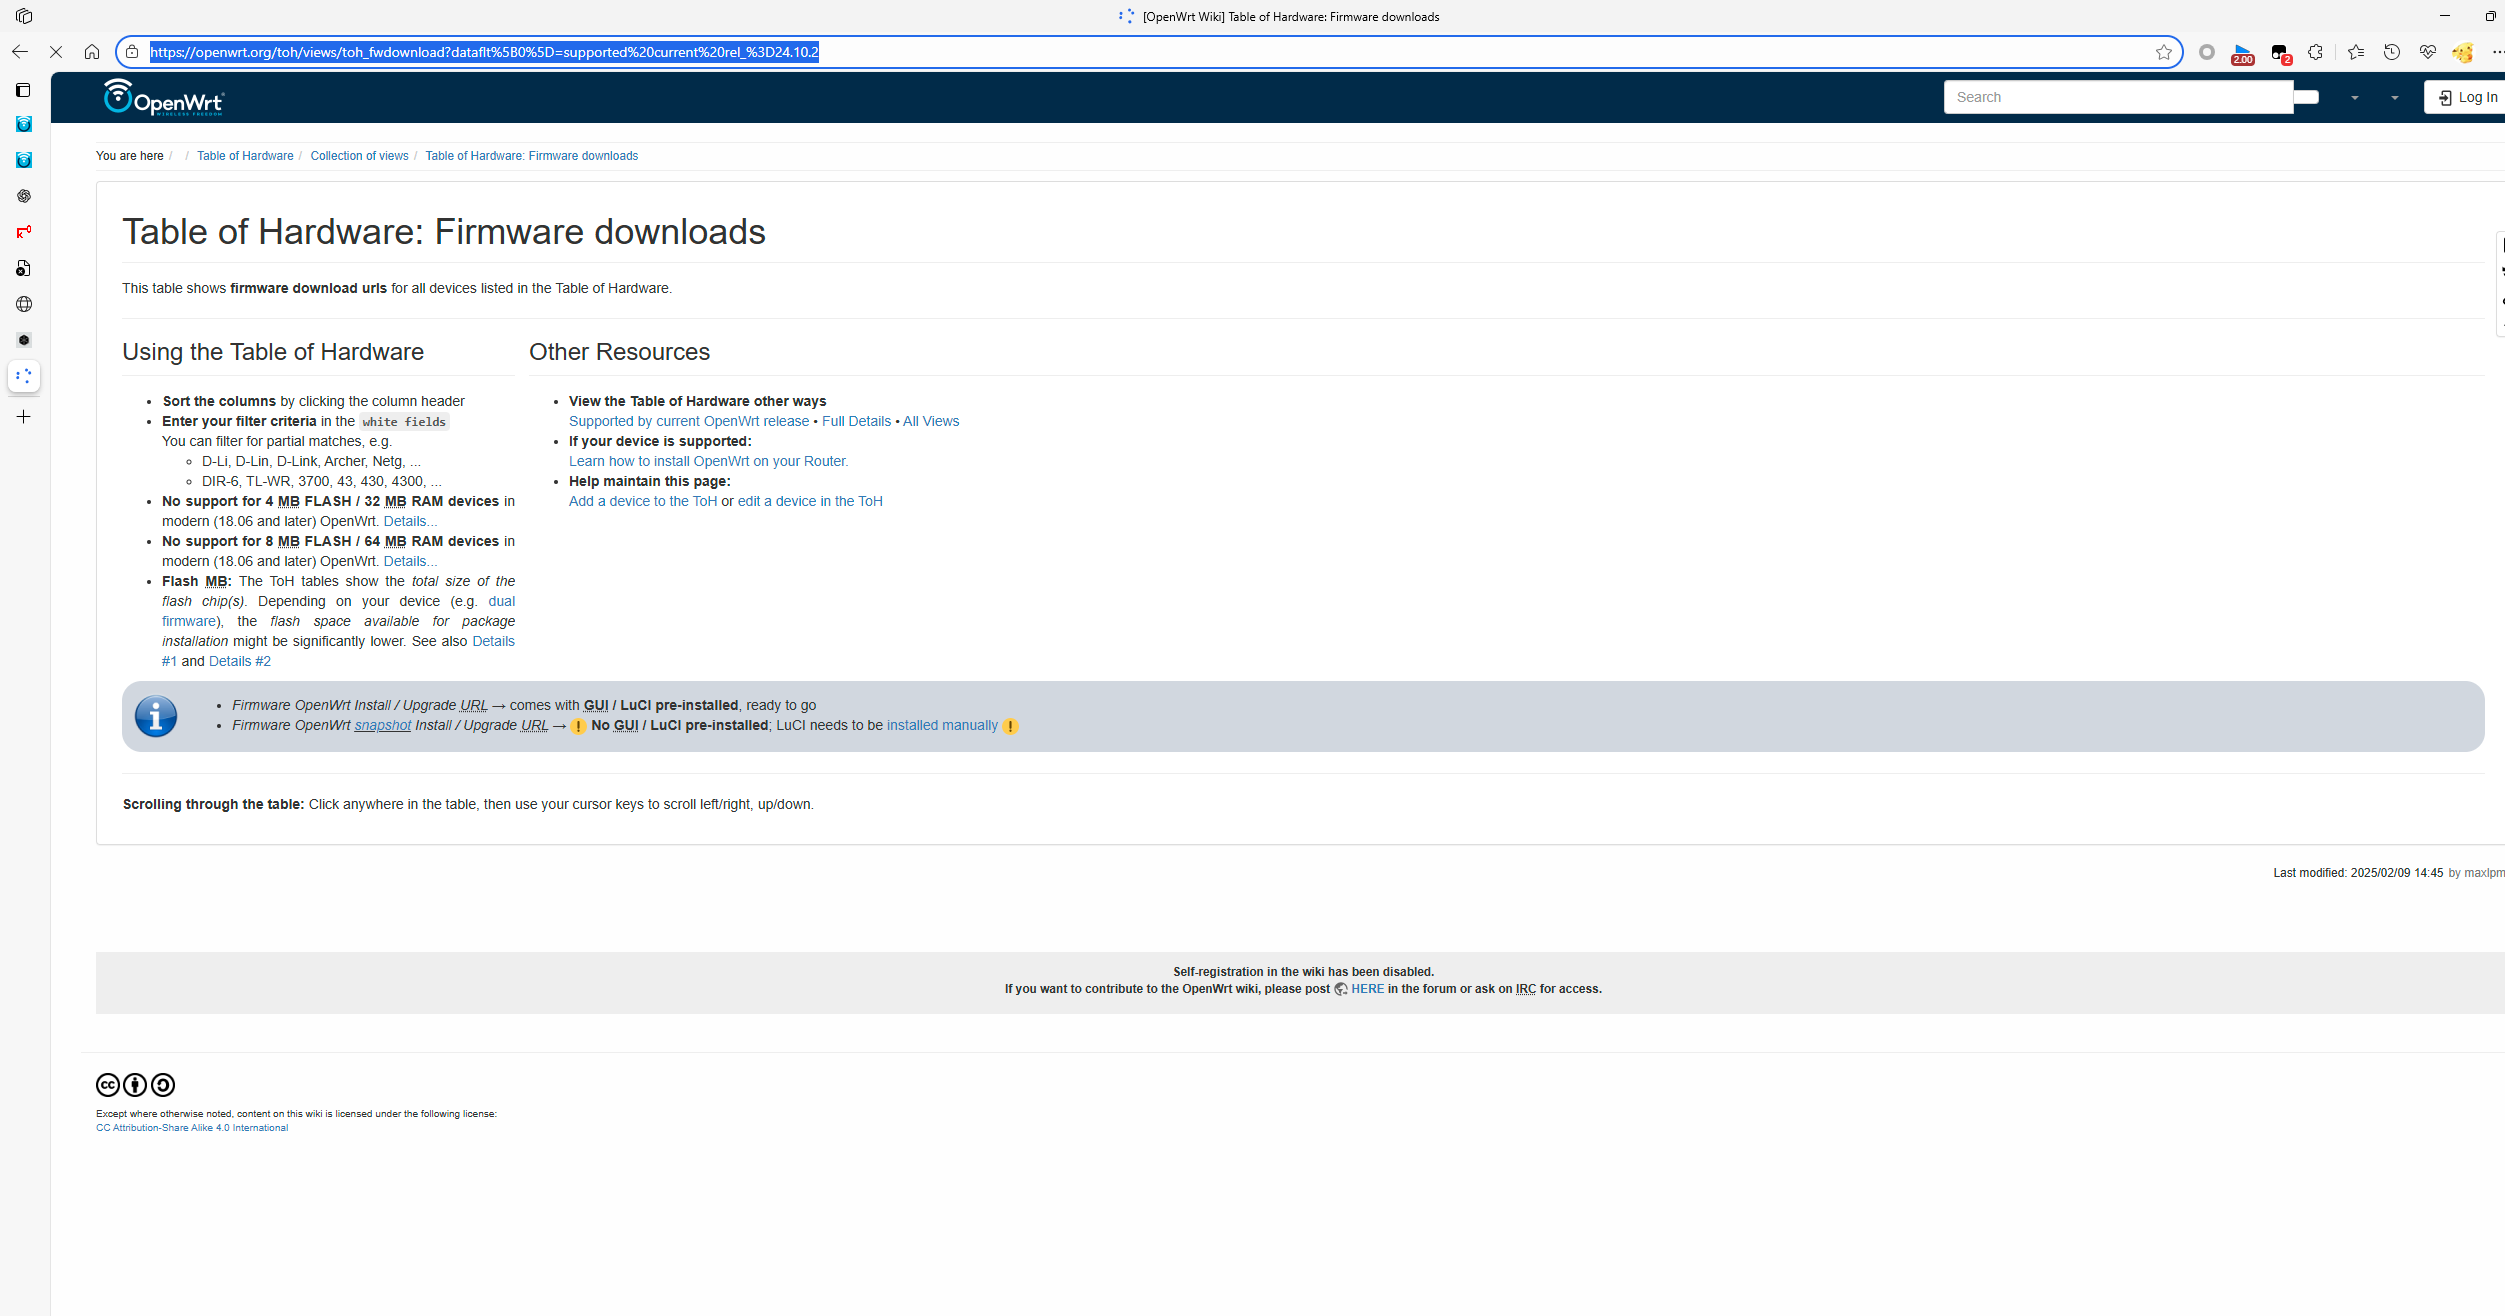 [OpenWrt Wiki] Table of Hardware: Firmware downloads
https://openwrt.org/toh/views/toh_fwdownload?dataflt%5B0%5D=supported%20current%20rel_%3D24.10.2
2.00
2
OpenWrt
WIRELESS FREEDOM
Search
Log In
You are here / / Table of Hardware / Collection of views / Table of Hardware: Firmware downloads
Table of Hardware: Firmware downloads
This table shows firmware download urls for all devices listed in the Table of Hardware.
Using the Table of Hardware
• Sort the columns by clicking the column header
• Enter your filter criteria in the white fields
You can filter for partial matches, e.g.
◦ D-Li, D-Lin, D-Link, Archer, Netg, ...
◦ DIR-6, TL-WR, 3700, 43, 430, 4300, ...
• No support for 4 MB FLASH / 32 MB RAM devices in
modern (18.06 and later) OpenWrt. Details...
• No support for 8 MB FLASH / 64 MB RAM devices in
modern (18.06 and later) OpenWrt. Details...
• Flash MB: The ToH tables show the total size of the
flash chip(s). Depending on your device (e.g. dual
firmware), the flash space available for package
installation might be significantly lower. See also Details
#1 and Details #2
Other Resources
• View the Table of Hardware other ways
Supported by current OpenWrt release • Full Details • All Views
• If your device is supported:
Learn how to install OpenWrt on your Router.
• Help maintain this page:
Add a device to the ToH or edit a device in the ToH
• Firmware OpenWrt Install / Upgrade URL → comes with GUI / LuCI pre-installed, ready to go
• Firmware OpenWrt snapshot Install / Upgrade URL → ! No GUI / LuCI pre-installed; LuCI needs to be installed manually !
Scrolling through the table: Click anywhere in the table, then use your cursor keys to scroll left/right, up/down.
Last modified: 2025/02/09 14:45 by maxlpm
Self-registration in the wiki has been disabled.
If you want to contribute to the OpenWrt wiki, please post HERE in the forum or ask on IRC for access.
cc
Except where otherwise noted, content on this wiki is licensed under the following license:
CC Attribution-Share Alike 4.0 International